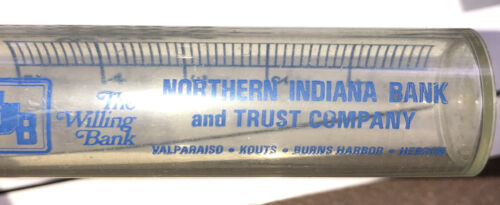 The
Willing
Bank
NORTHERN INDIANA BANK
and TRUST COMPANY
VALPARAISO • KOUTS • BURNS HARBOR • HEBRON